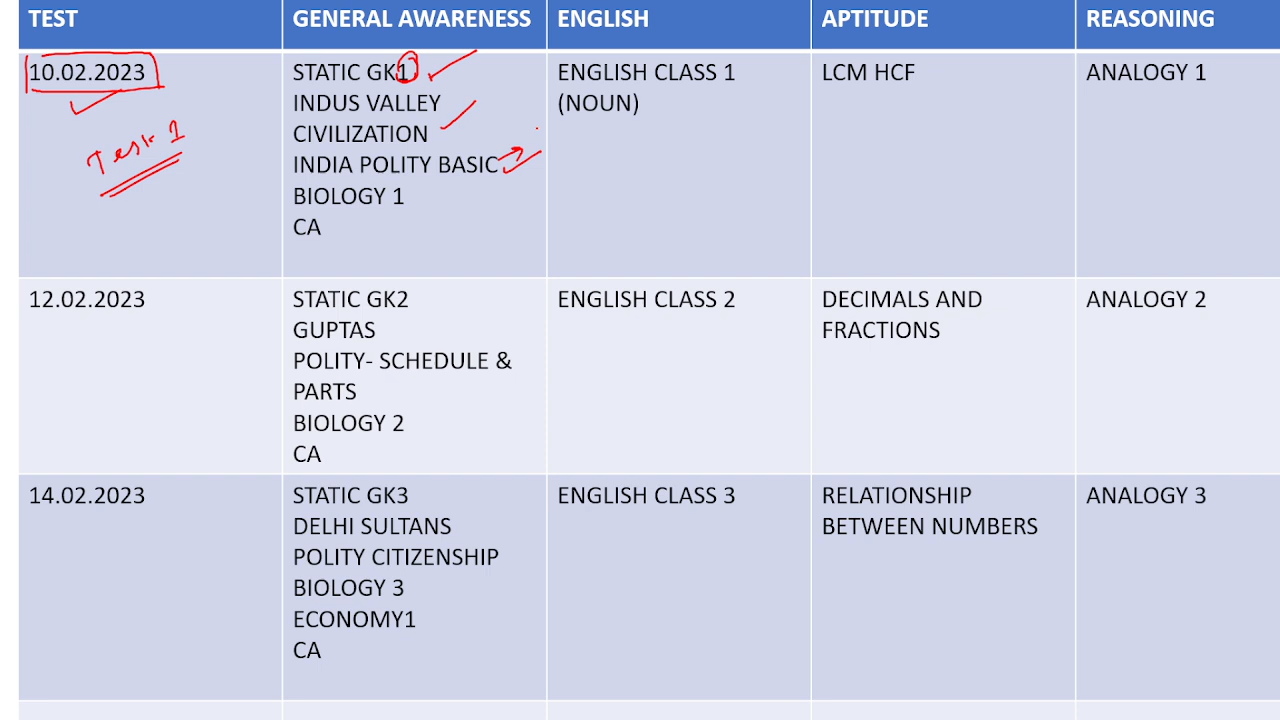 TEST
GENERAL AWARENESS
ENGLISH
APTITUDE
REASONING
10.02.2023
Test 1
STATIC GK1
INDUS VALLEY
CIVILIZATION
INDIA POLITY BASIC
BIOLOGY 1
CA
ENGLISH CLASS 1
(NOUN)
LCM HCF
ANALOGY 1
12.02.2023
STATIC GK2
GUPTAS
POLITY- SCHEDULE &
PARTS
BIOLOGY 2
CA
ENGLISH CLASS 2
DECIMALS AND
FRACTIONS
ANALOGY 2
14.02.2023
STATIC GK3
DELHI SULTANS
POLITY CITIZENSHIP
BIOLOGY 3
ECONOMY1
CA
ENGLISH CLASS 3
RELATIONSHIP
BETWEEN NUMBERS
ANALOGY 3